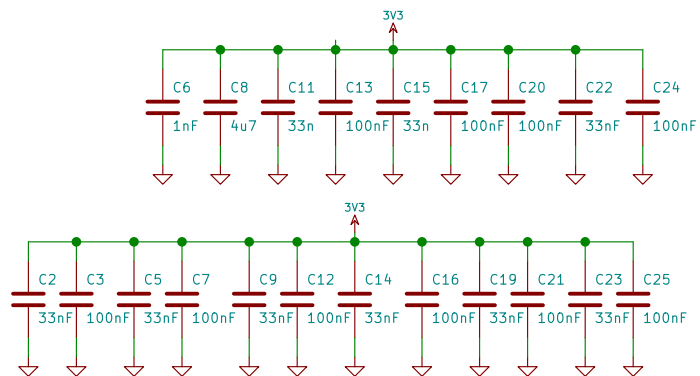 3V3
C6 C8 C11 C13 C15 C17 C20 C22 C24
1nF 4u7 33n 100nF 33n 100nF 100nF 33nF 100nF
3V3
C2 C3 C5 C7 C9 C12 C14 C16 C19 C21 C23 C25
33nF 100nF 33nF 100nF 33nF 100nF 33nF 100nF 33nF 100nF 33nF 100nF